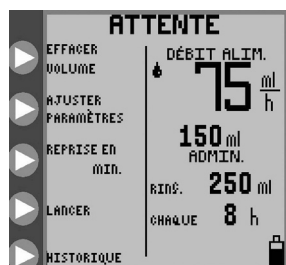 ATTENTE
EFFACER
VOLUME
AJUSTER
PARAMÈTRES
REPRISE EN
MIN.
LANCER
HISTORIQUE
DÉBIT ALIM.
75 ml/h
150 ml
ADMIN.
RINS. 250 ml
CHAQUE 8 h